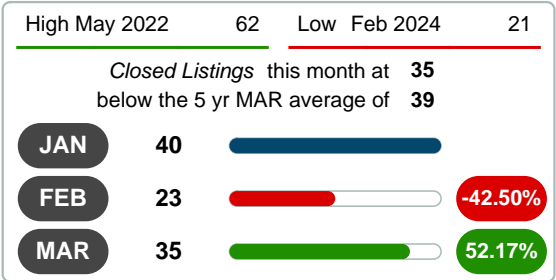 High May 2022 62 Low Feb 2024 21
Closed Listings this month at 35
below the 5 yr MAR average of 39
JAN 40
FEB 23 -42.50%
MAR 35 52.17%